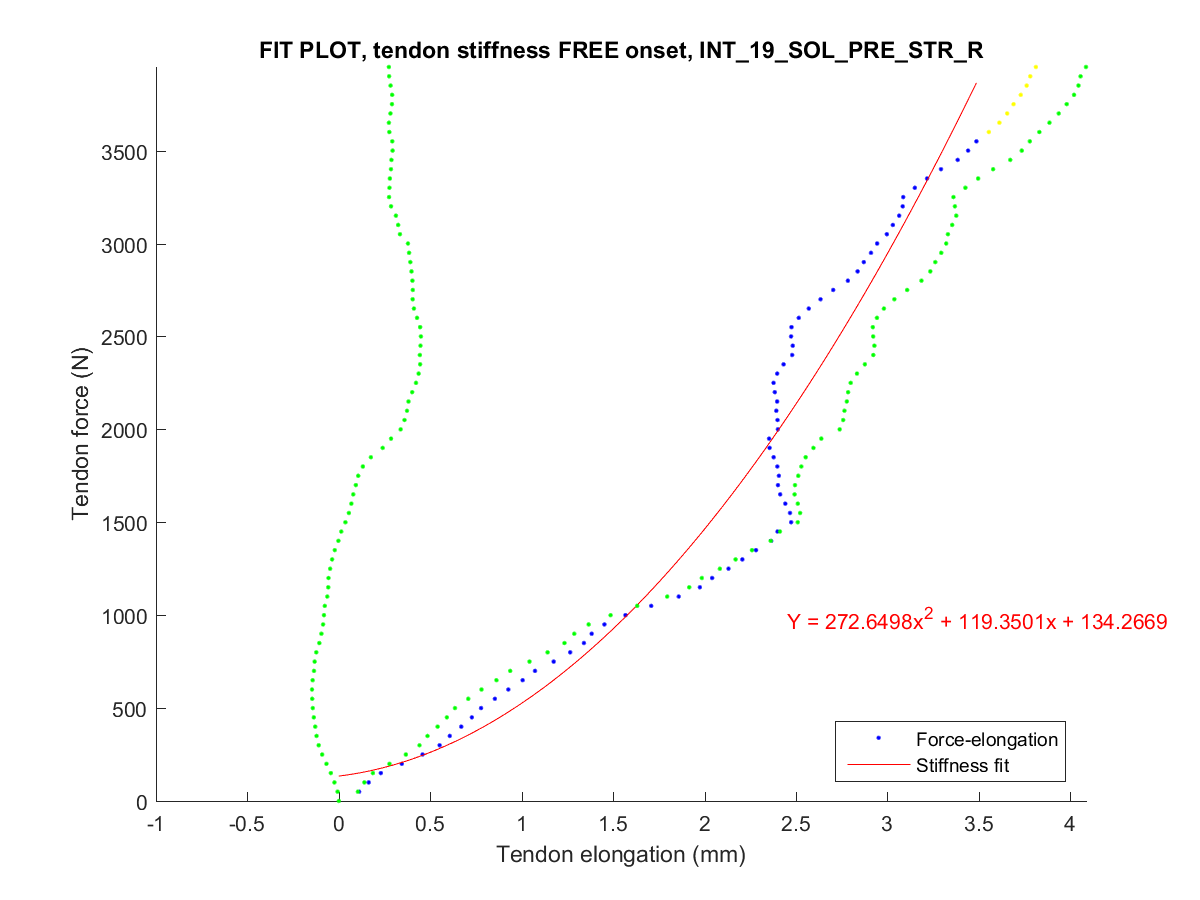 FIT PLOT, tendon stiffness FREE onset, INT_19_SOL_PRE_STR_R
3500
3000
2500
2000
1500
1000
500
0
Tendon force (N)
Y = 272.6498x² + 119.3501x + 134.2669
Force-elongation
Stiffness fit
-1 -0.5 0 0.5 1 1.5 2 2.5 3 3.5 4
Tendon elongation (mm)